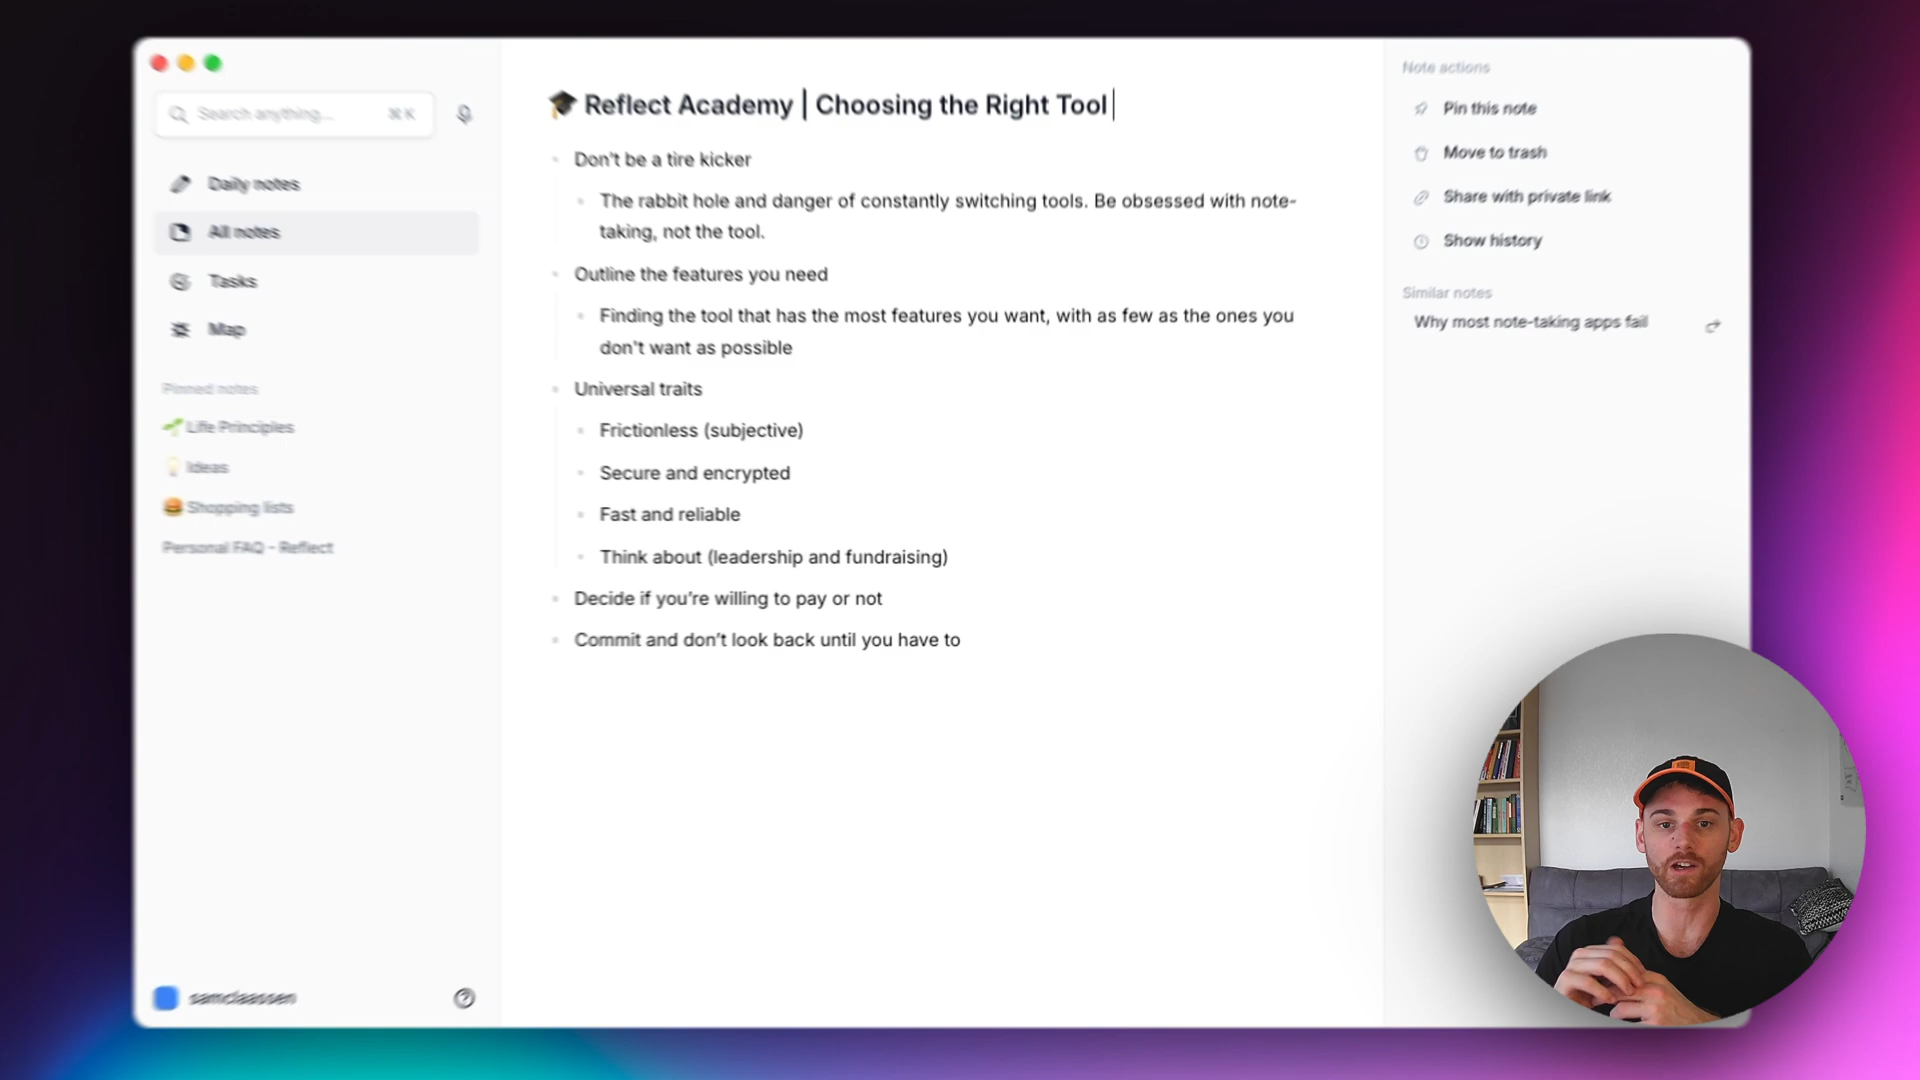 Search anything... ⌘K
Daily notes
All notes
Tasks
Map
Pinned notes
Life Principles
Ideas
Shopping lists
Personal FAQ - Reflect
samclaassen
Reflect Academy | Choosing the Right Tool
Don't be a tire kicker
The rabbit hole and danger of constantly switching tools. Be obsessed with note-
taking, not the tool.
Outline the features you need
Finding the tool that has the most features you want, with as few as the ones you
don't want as possible
Universal traits
Frictionless (subjective)
Secure and encrypted
Fast and reliable
Think about (leadership and fundraising)
Decide if you're willing to pay or not
Commit and don't look back until you have to
Note actions
Pin this note
Move to trash
Share with private link
Show history
Similar notes
Why most note-taking apps fail